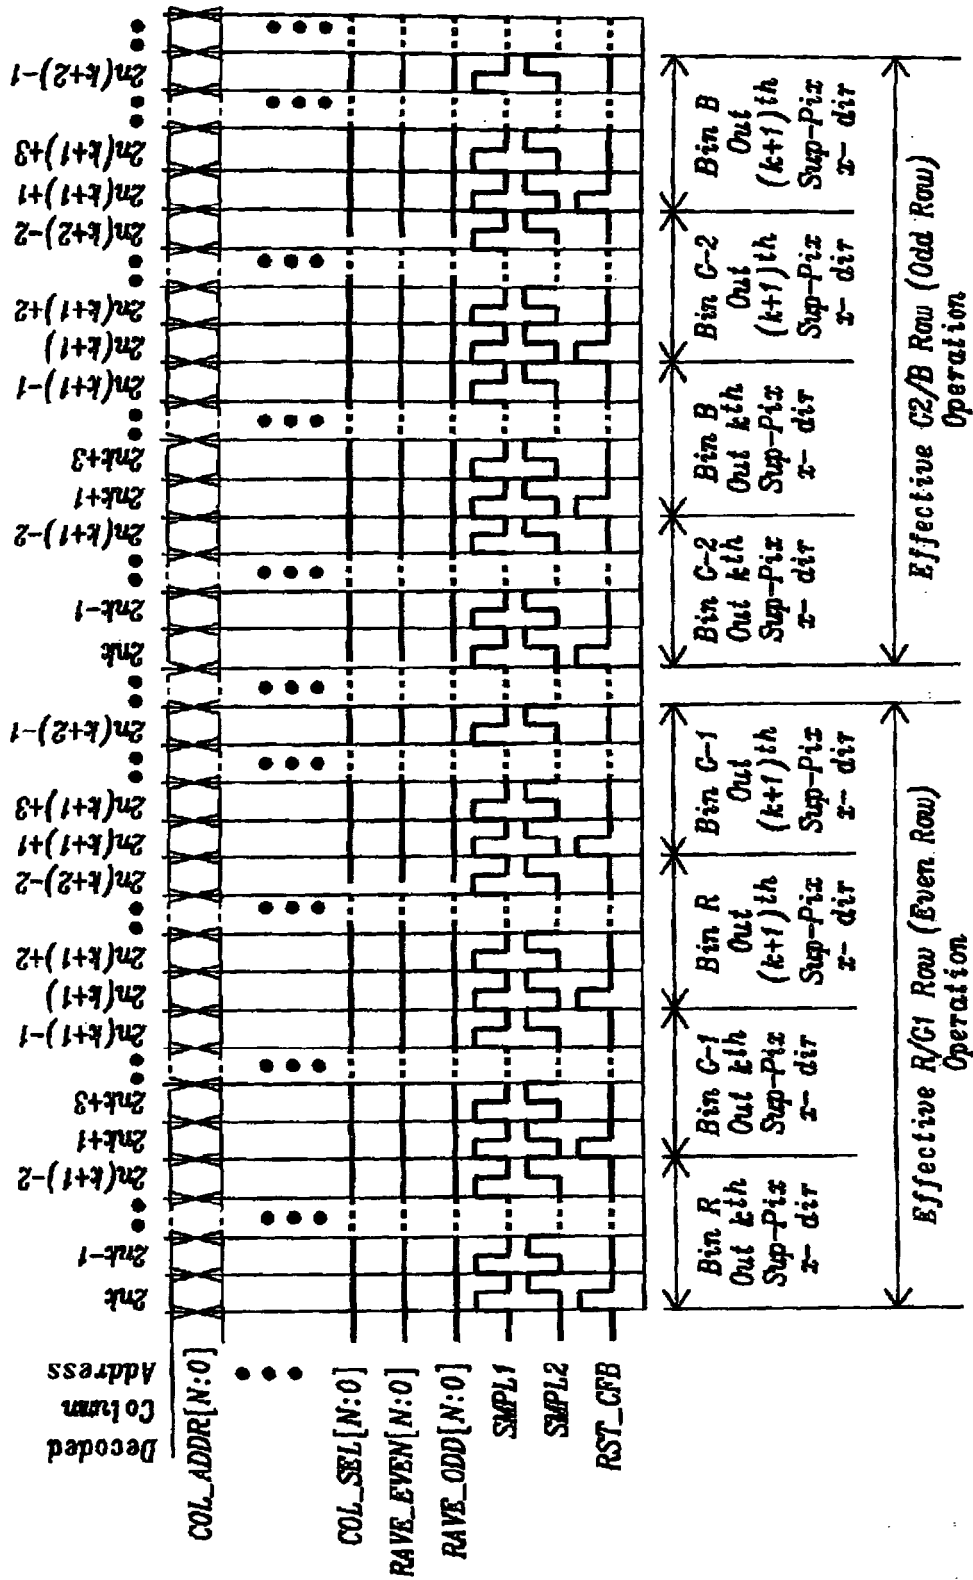 Decoded
Column
Address
2nk
2nk-1
2n(k+1)-2
2nk+1
2nk+3
2n(k+1)-1
2n(k+1)
2n(k+1)+2
2n(k+2)-2
2n(k+1)+1
2n(k+1)+3
2n(k+2)-1
2nk
2nk-1
2n(k+1)-2
2nk+1
2nk+3
2n(k+1)-1
2n(k+1)
2n(k+1)+2
2n(k+2)-2
2n(k+1)+1
2n(k+1)+3
2n(k+2)-1
COL_ADDR[N:0]
COL_SEL[N:0]
RAVE_EVEN[N:0]
RAVE_ODD[N:0]
SMPL1
SMPL2
RST_CFB
Bin R
Out kth
Sup-Pix
x- dir
Bin G-1
Out kth
Sup-Pix
x- dir
Bin R
Out
(k+1)th
Sup-Pix
x- dir
Bin G-1
Out
(k+1)th
Sup-Pix
x- dir
Bin G-2
Out kth
Sup-Pix
x- dir
Bin B
Out kth
Sup-Pix
x- dir
Bin G-2
Out
(k+1)th
Sup-Pix
x- dir
Bin B
Out
(k+1)th
Sup-Pix
x- dir
Effective R/G1 Row (Even Row)
Operation
Effective G2/B Row (Odd Row)
Operation